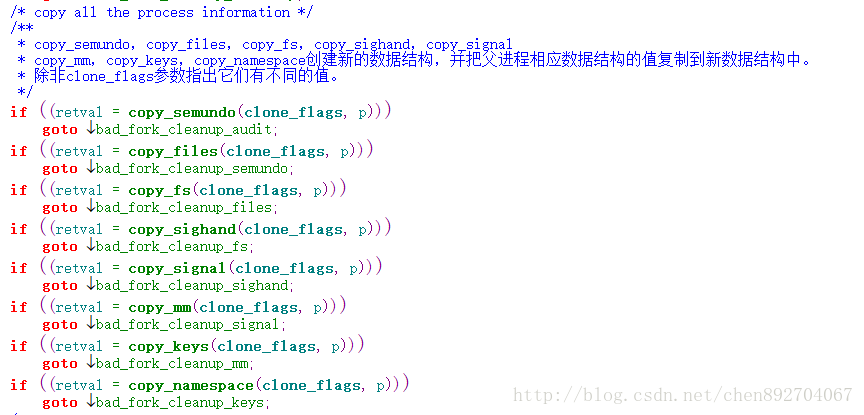 /* copy all the process information */
/**
 * copy_semundo，copy_files，copy_fs，copy_sighand，copy_signal
 * copy_mm，copy_keys，copy_namespace创建新的数据结构，并把父进程相应数据结构的值复制到新数据结构中。
 * 除非clone_flags参数指出它们有不同的值。
 */
if ((retval = copy_semundo(clone_flags, p)))
    goto ↓bad_fork_cleanup_audit;
if ((retval = copy_files(clone_flags, p)))
    goto ↓bad_fork_cleanup_semundo;
if ((retval = copy_fs(clone_flags, p)))
    goto ↓bad_fork_cleanup_files;
if ((retval = copy_sighand(clone_flags, p)))
    goto ↓bad_fork_cleanup_fs;
if ((retval = copy_signal(clone_flags, p)))
    goto ↓bad_fork_cleanup_sighand;
if ((retval = copy_mm(clone_flags, p)))
    goto ↓bad_fork_cleanup_signal;
if ((retval = copy_keys(clone_flags, p)))
    goto ↓bad_fork_cleanup_mm;
if ((retval = copy_namespace(clone_flags, p)))
    goto ↓bad_fork_cleanup_keys;
http://blog.csdn.net/chen892704067